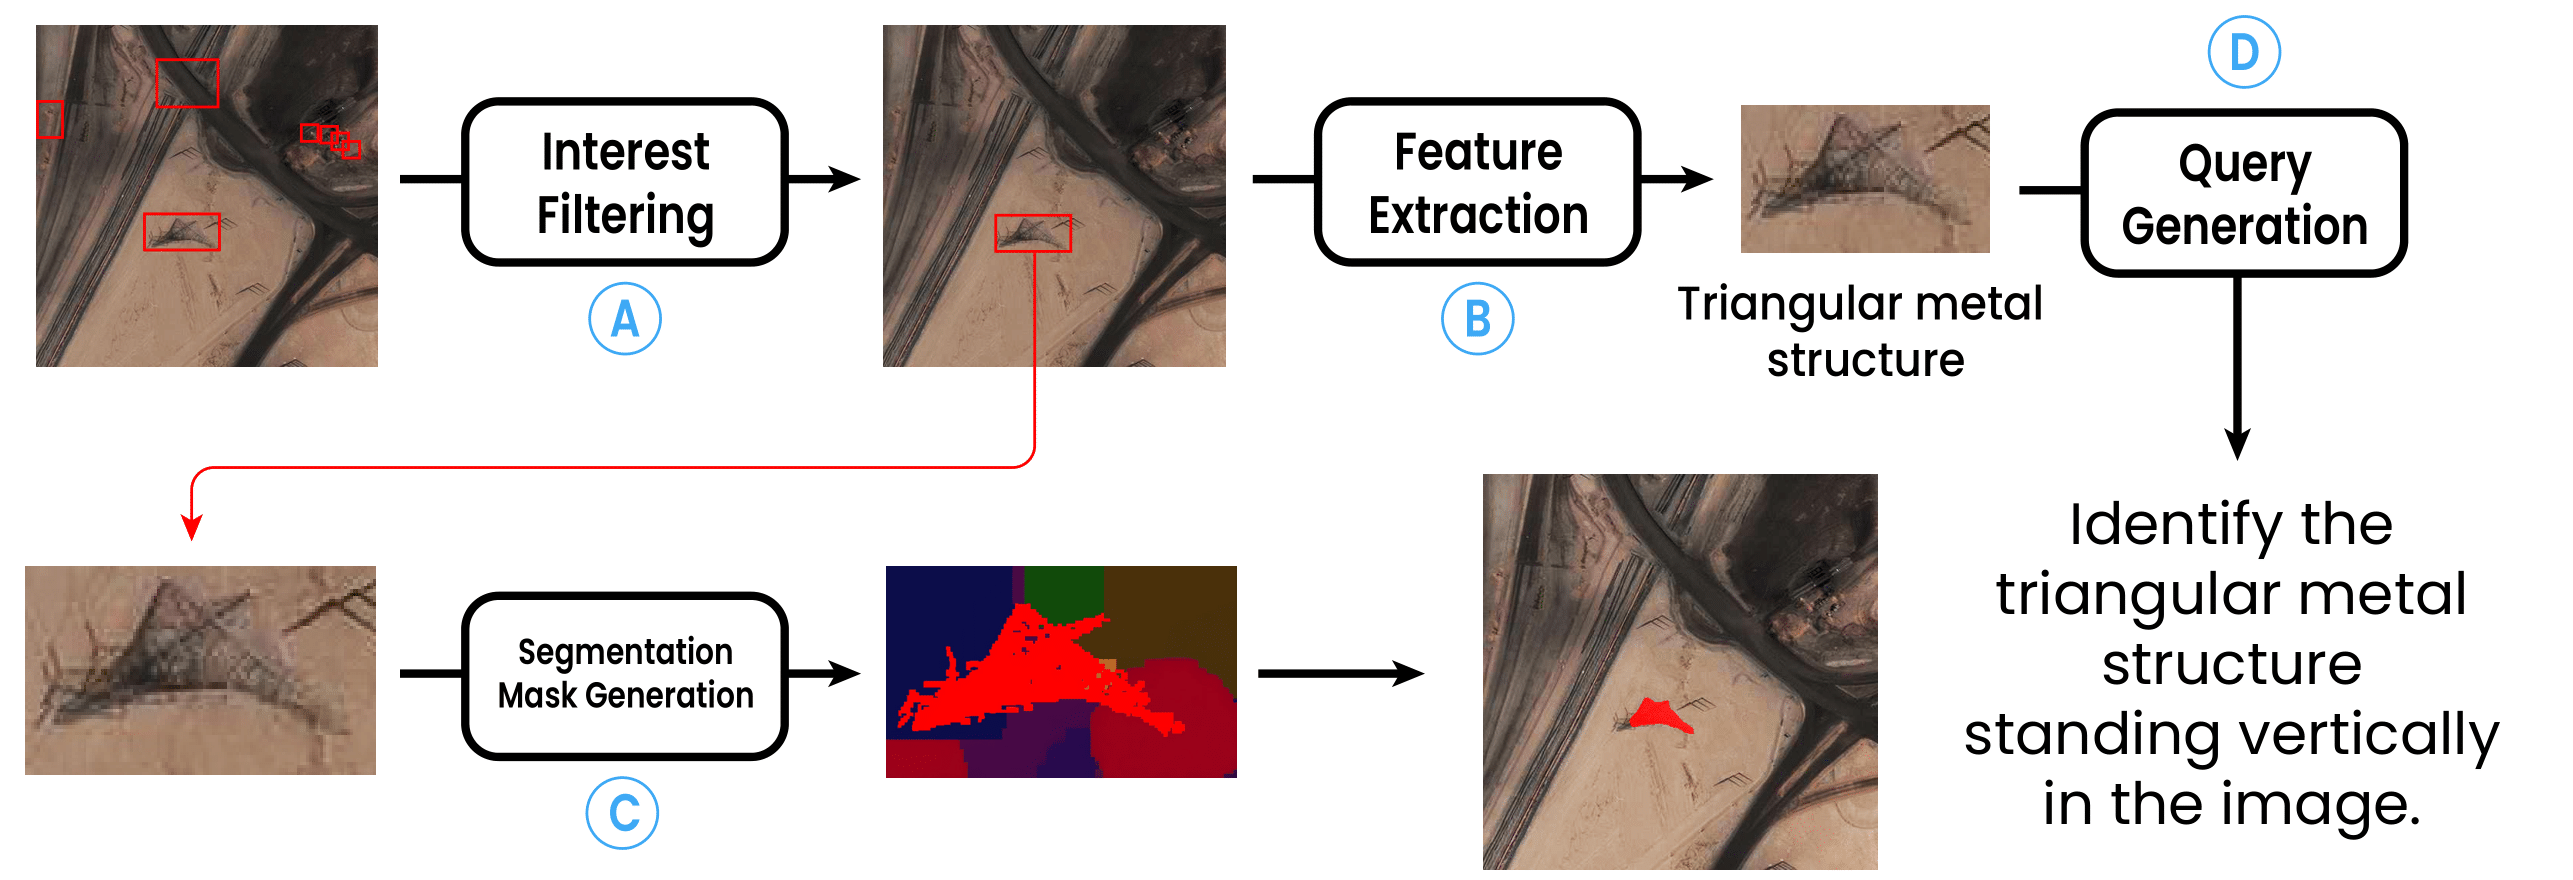 D
Interest
Filtering
A
Feature
Extraction
B
Triangular metal
structure
Query
Generation
Segmentation
Mask Generation
C
Identify the
triangular metal
structure
standing vertically
in the image.